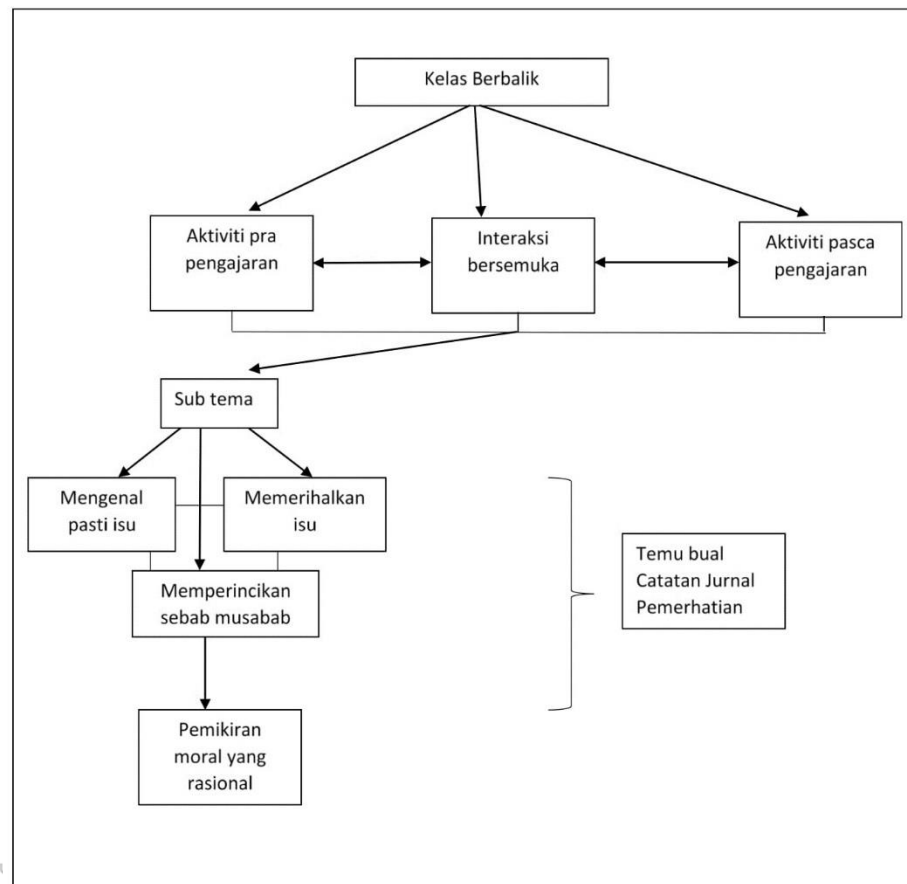 Kelas Berbalik
Aktiviti pra
pengajaran
Interaksi
bersemuka
Aktiviti pasca
pengajaran
Sub tema
Mengenal
pasti isu
Memerihalkan
isu
Memperincikan
sebab musabab
Pemikiran
moral yang
rasional
Temu bual
Catatan Jurnal
Pemerhatian